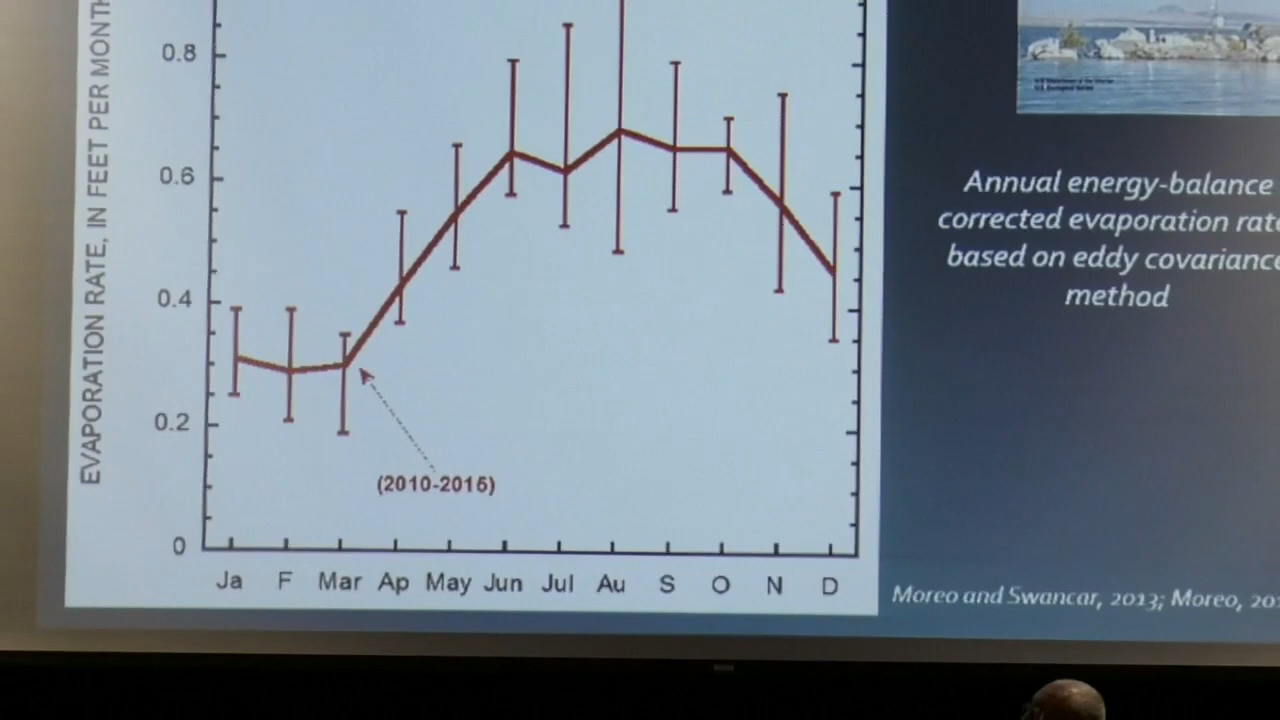 EVAPORATION RATE, IN FEET PER MONTH
0.8
0.6
0.4
0.2
0
(2010-2015)
Ja F Mar Ap May Jun Jul Au S O N D
Annual energy-balance
corrected evaporation rate
based on eddy covariance
method
Moreo and Swancar, 2013; Moreo, 20